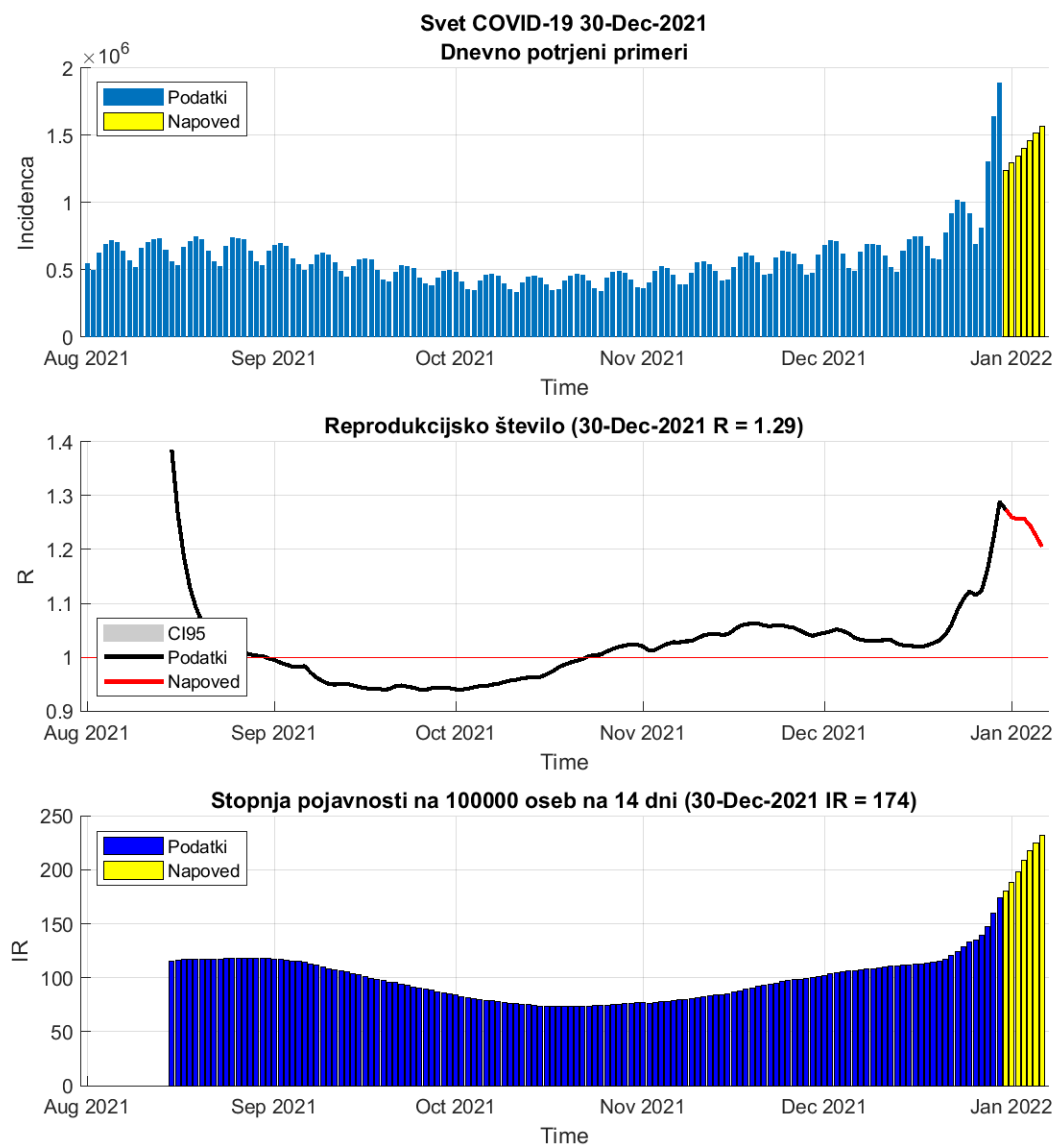 Svet COVID-19 30-Dec-2021
Dnevno potrjeni primeri
×10^6
2
1.5
1
0.5
0
Incidenca
Podatki
Napoved
Aug 2021 Sep 2021 Oct 2021 Nov 2021 Dec 2021 Jan 2022
Time
Reprodukcijsko število (30-Dec-2021 R = 1.29)
1.4
1.3
1.2
1.1
1
0.9
R
CI95
Podatki
Napoved
Aug 2021 Sep 2021 Oct 2021 Nov 2021 Dec 2021 Jan 2022
Time
Stopnja pojavnosti na 100000 oseb na 14 dni (30-Dec-2021 IR = 174)
250
200
150
100
50
0
IR
Podatki
Napoved
Aug 2021 Sep 2021 Oct 2021 Nov 2021 Dec 2021 Jan 2022
Time